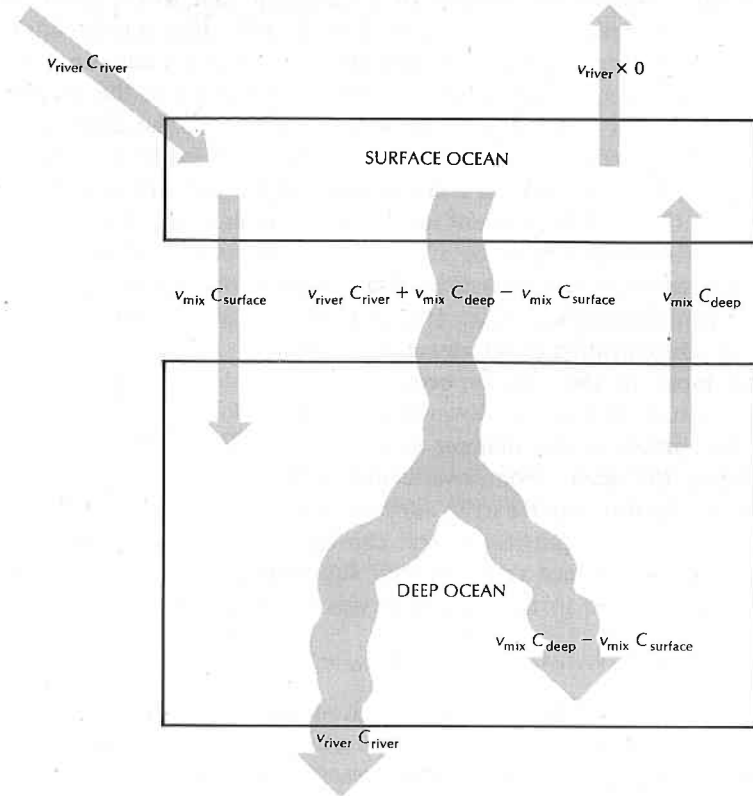 v_river C_river
v_river × 0
SURFACE OCEAN
v_mix C_surface
v_river C_river + v_mix C_deep − v_mix C_surface
v_mix C_deep
DEEP OCEAN
v_mix C_deep − v_mix C_surface
v_river C_river